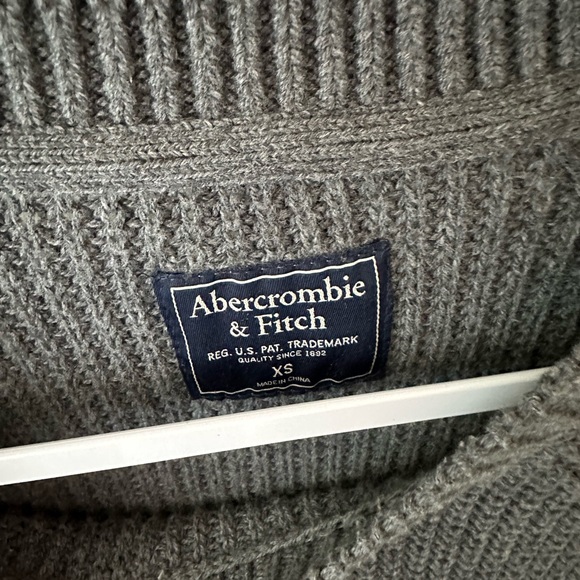 Abercrombie
& Fitch
REG. U.S. PAT. TRADEMARK
QUALITY SINCE 1892
XS
MADE IN CHINA